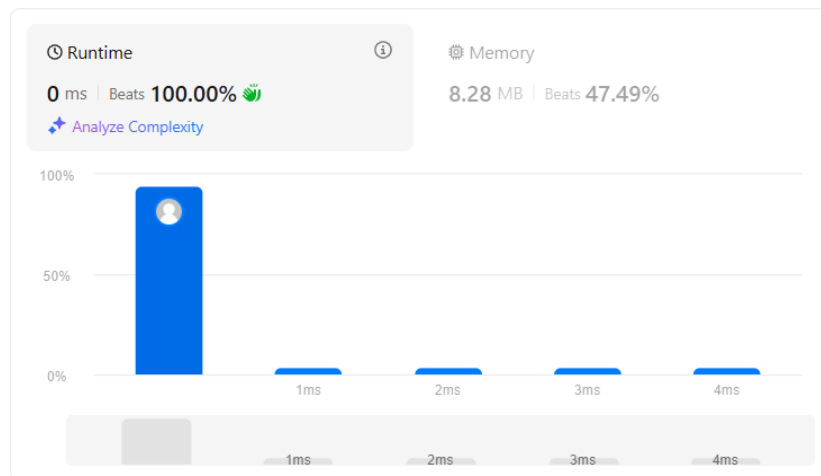 Runtime
0 ms | Beats 100.00%
Analyze Complexity
Memory
8.28 MB | Beats 47.49%
100%
50%
0%
1ms 2ms 3ms 4ms
1ms 2ms 3ms 4ms